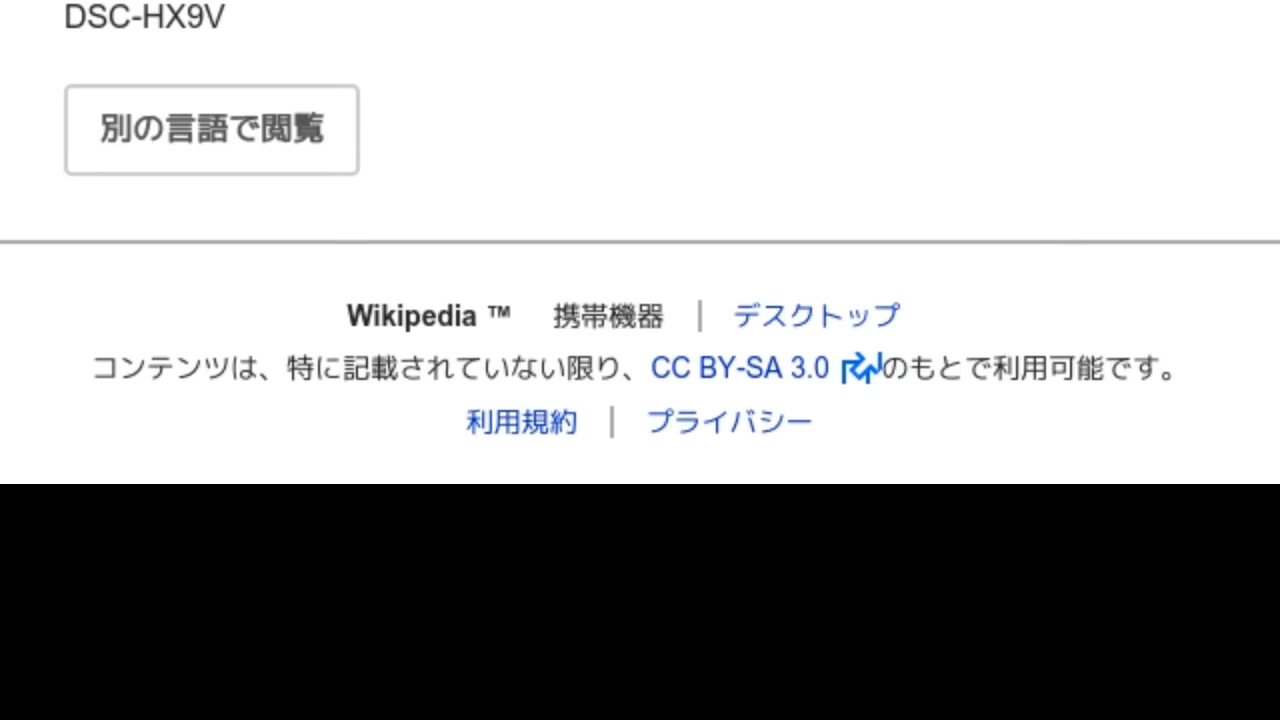 DSC-HX9V
別の言語で閲覧
Wikipedia ™ 携帯機器 | デスクトップ
コンテンツは、特に記載されていない限り、CC BY-SA 3.0 のもとで利用可能です。
利用規約 | プライバシー